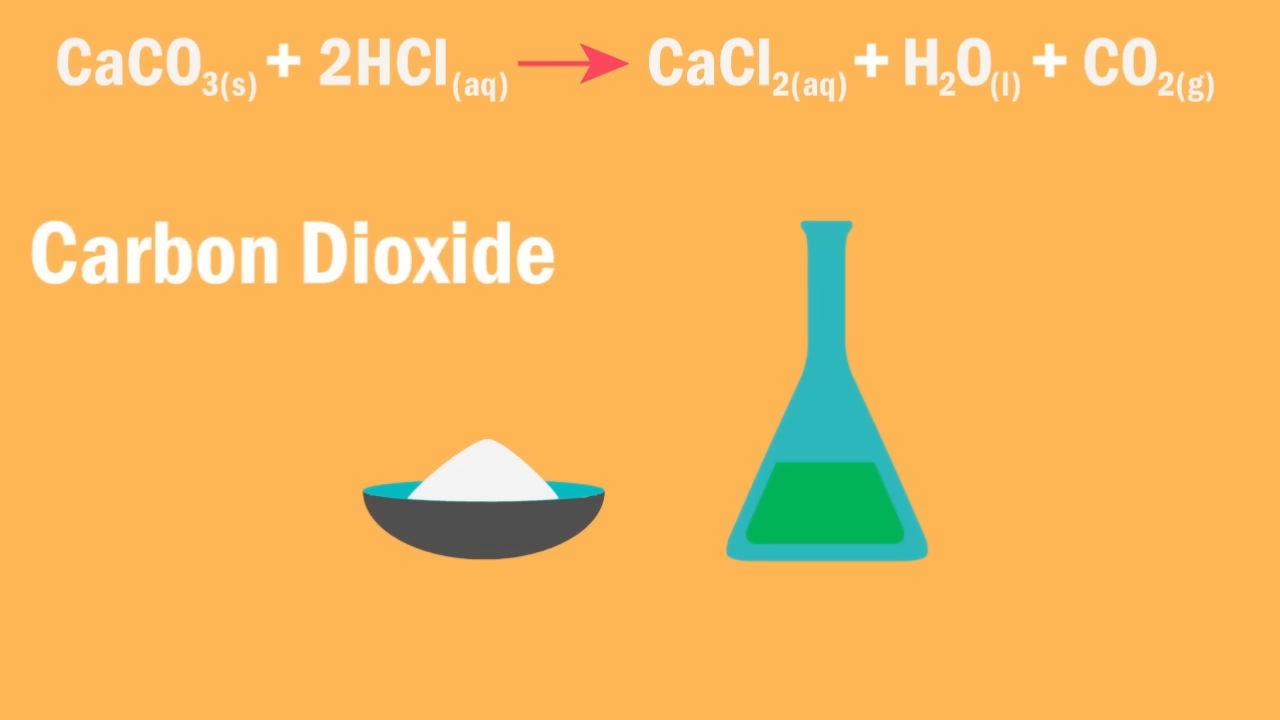 CaCO₃(s) + 2HCl(aq) → CaCl₂(aq) + H₂O(l) + CO₂(g)
Carbon Dioxide